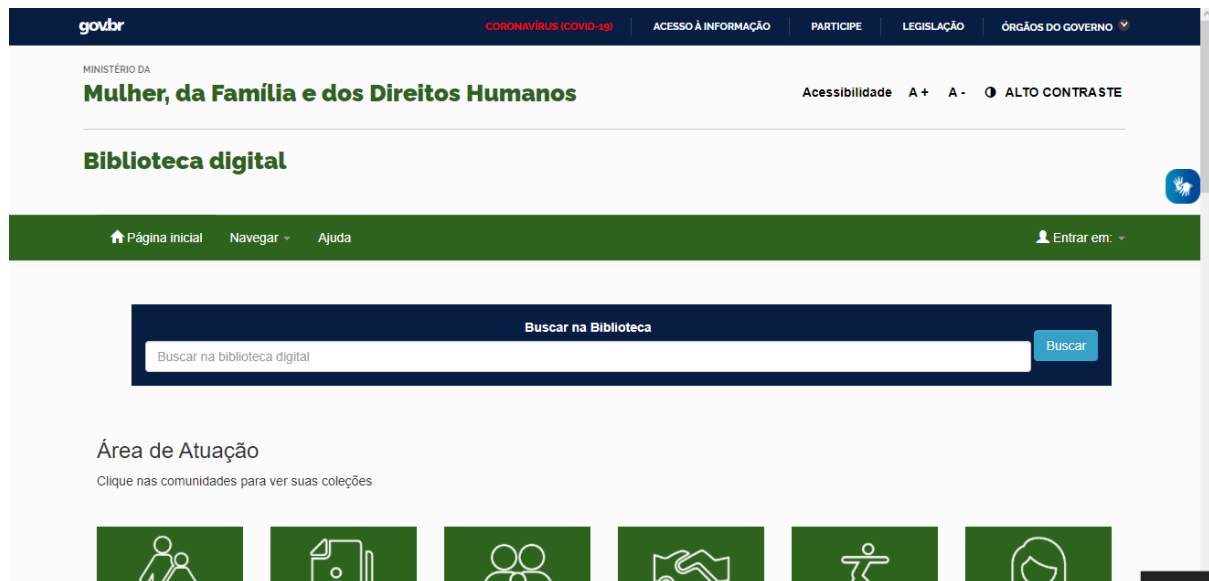 gov.br CORONAVÍRUS (COVID-19) ACESSO À INFORMAÇÃO PARTICIPE LEGISLAÇÃO ÓRGÃOS DO GOVERNO
MINISTÉRIO DA
Mulher, da Família e dos Direitos Humanos
Acessibilidade A+ A- ALTO CONTRASTE
Biblioteca digital
Página inicial Navegar Ajuda Entrar em:
Buscar na Biblioteca
Buscar na biblioteca digital Buscar
Área de Atuação
Clique nas comunidades para ver suas coleções